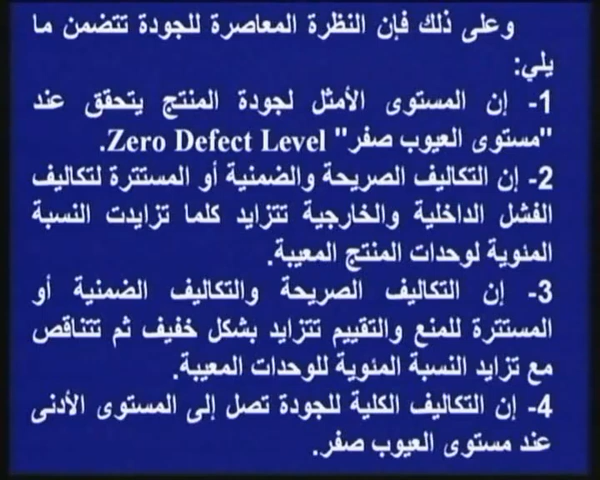 وعلى ذلك فإن النظرة المعاصرة للجودة تتضمن ما
يلي:
1- إن المستوى الأمثل لجودة المنتج يتحقق عند
"مستوى العيوب صفر" Zero Defect Level.
2- إن التكاليف الصريحة والضمنية أو المستترة لتكاليف
الفشل الداخلية والخارجية تتزايد كلما تزايدت النسبة
المئوية لوحدات المنتج المعيبة.
3- إن التكاليف الصريحة والتكاليف الضمنية أو
المستترة للمنع والتقييم تتزايد بشكل خفيف ثم تتناقص
مع تزايد النسبة المئوية للوحدات المعيبة.
4- إن التكاليف الكلية للجودة تصل إلى المستوى الأدنى
عند مستوى العيوب صفر.